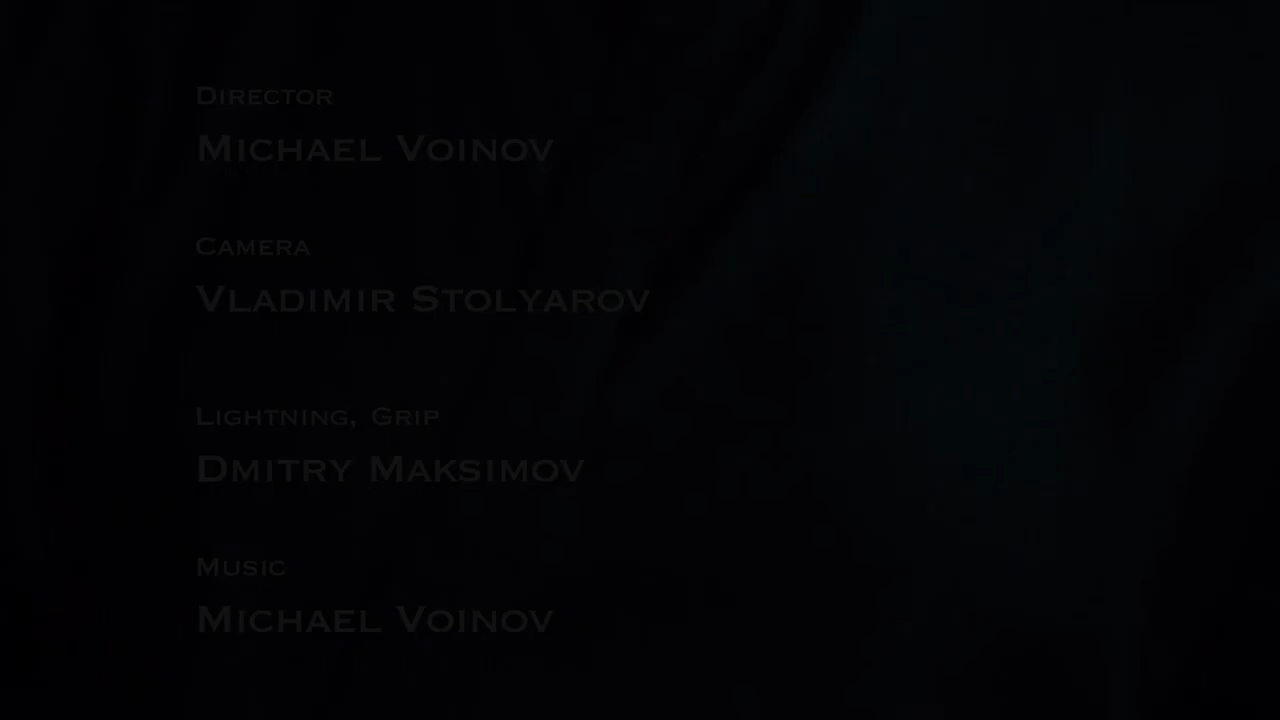 Director
Michael Voinov
Camera
Vladimir Stolyarov
Lightning, Grip
Dmitry Maksimov
Music
Michael Voinov